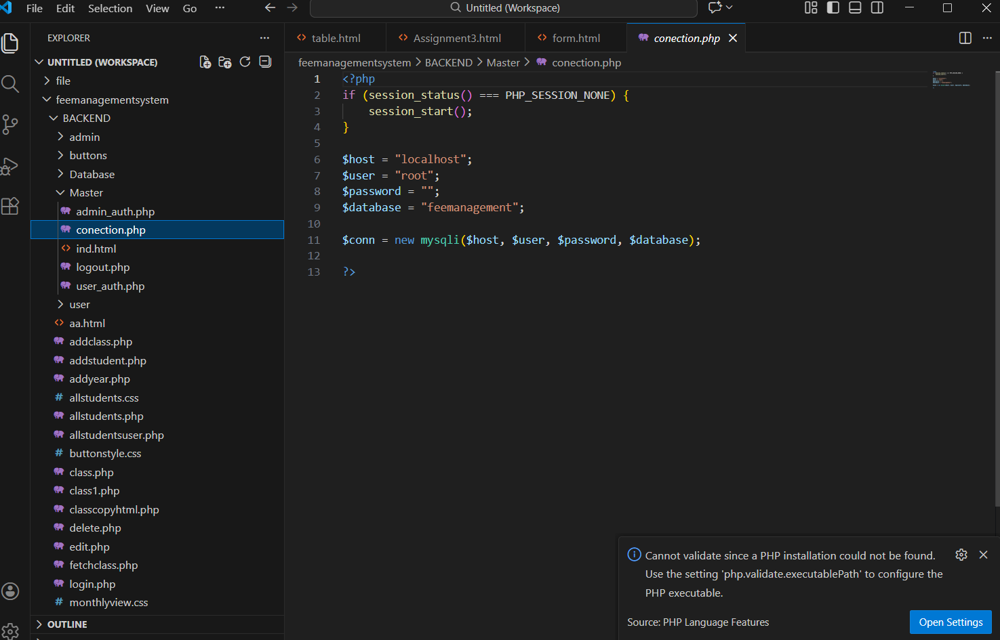 File Edit Selection View Go ···
Untitled (Workspace)
EXPLORER ···
UNTITLED (WORKSPACE)
file
feemanagementsystem
BACKEND
admin
buttons
Database
Master
admin_auth.php
conection.php
ind.html
logout.php
user_auth.php
user
aa.html
addclass.php
addstudent.php
addyear.php
# allstudents.css
allstudents.php
allstudentsuser.php
# buttonstyle.css
class.php
class1.php
classcopyhtml.php
delete.php
edit.php
fetchclass.php
login.php
# monthlyview.css
OUTLINE
table.html Assignment3.html form.html conection.php
feemanagementsystem > BACKEND > Master > conection.php
1 <?php
2 if (session_status() === PHP_SESSION_NONE) {
3     session_start();
4 }
5
6 $host = "localhost";
7 $user = "root";
8 $password = "";
9 $database = "feemanagement";
10
11 $conn = new mysqli($host, $user, $password, $database);
12
13 ?>
Cannot validate since a PHP installation could not be found.
Use the setting 'php.validate.executablePath' to configure the
PHP executable.
Source: PHP Language Features
Open Settings